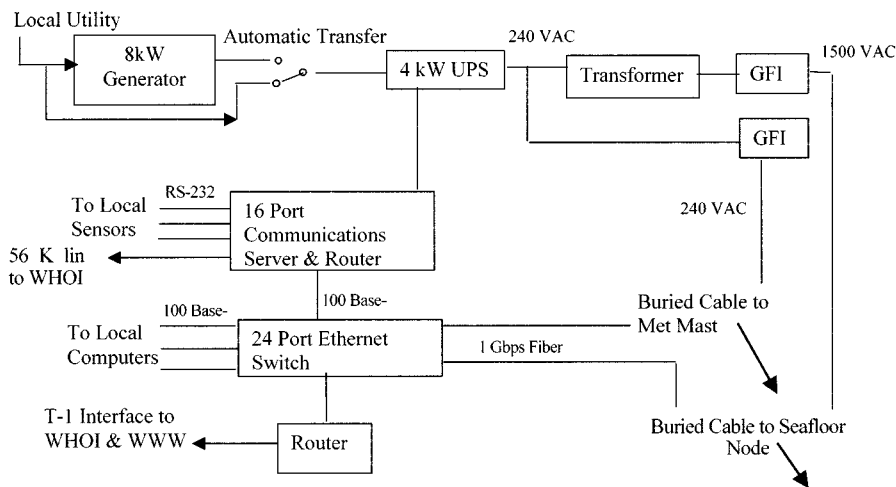 Local Utility
8kW
Generator
Automatic Transfer
4 kW UPS
240 VAC
Transformer
GFI
1500 VAC
GFI
240 VAC
RS-232
To Local
Sensors
16 Port
Communications
Server & Router
56 K lin
to WHOI
100 Base-
100 Base-
To Local
Computers
24 Port Ethernet
Switch
1 Gbps Fiber
Buried Cable to
Met Mast
T-1 Interface to
WHOI & WWW
Router
Buried Cable to Seafloor
Node